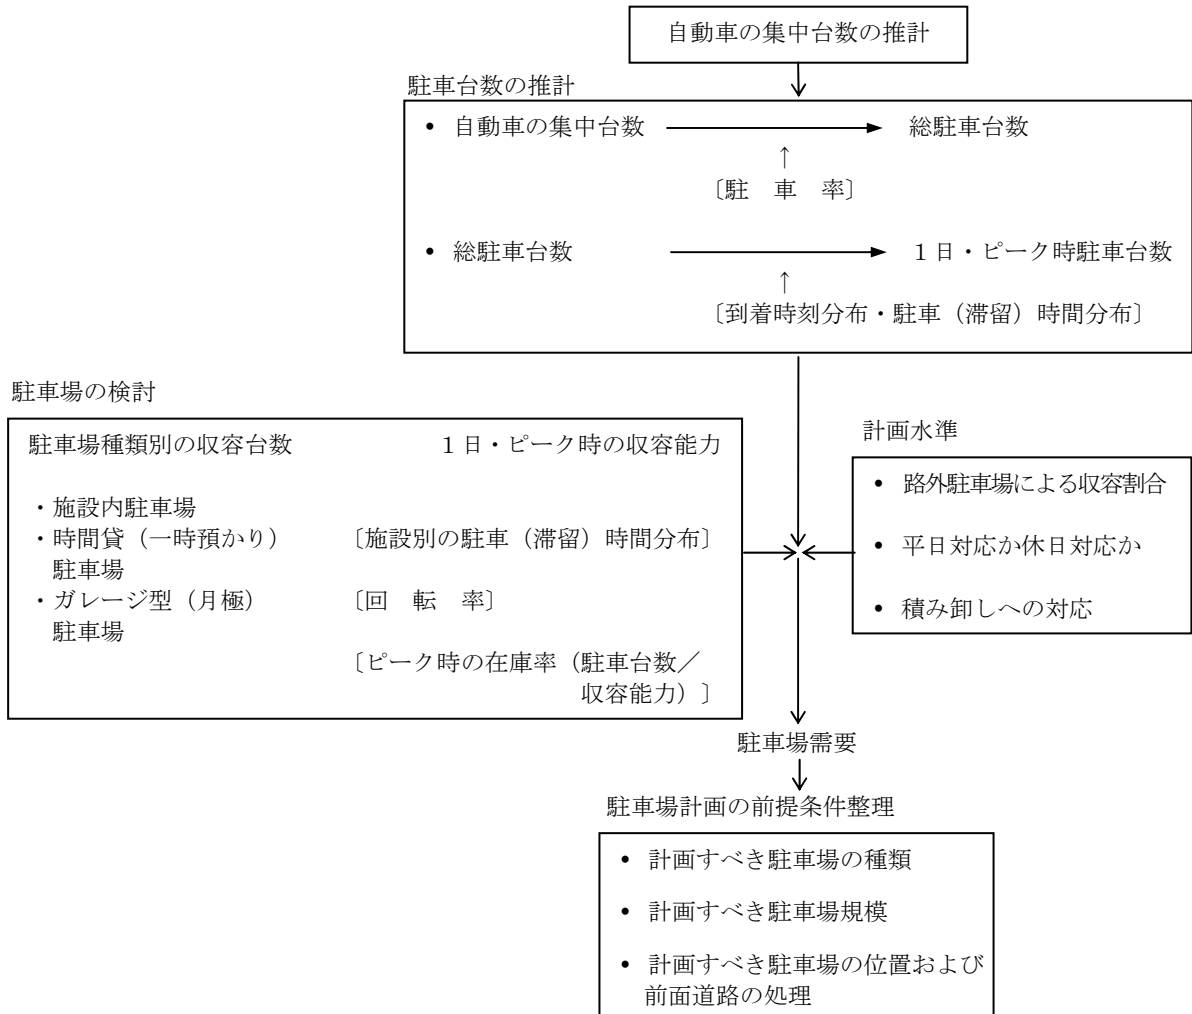 自動車の集中台数の推計
駐車台数の推計
• 自動車の集中台数 → 総駐車台数
↑
〔駐　車　率〕
• 総駐車台数 → １日・ピーク時駐車台数
↑
〔到着時刻分布・駐車（滞留）時間分布〕
駐車場の検討
駐車場種類別の収容台数　１日・ピーク時の収容能力
・施設内駐車場
・時間貸（一時預かり）　〔施設別の駐車（滞留）時間分布〕
駐車場
・ガレージ型（月極）　〔回　転　率〕
駐車場
〔ピーク時の在庫率（駐車台数／
収容能力）〕
計画水準
• 路外駐車場による収容割合
• 平日対応か休日対応か
• 積み卸しへの対応
駐車場需要
駐車場計画の前提条件整理
• 計画すべき駐車場の種類
• 計画すべき駐車場規模
• 計画すべき駐車場の位置および
前面道路の処理